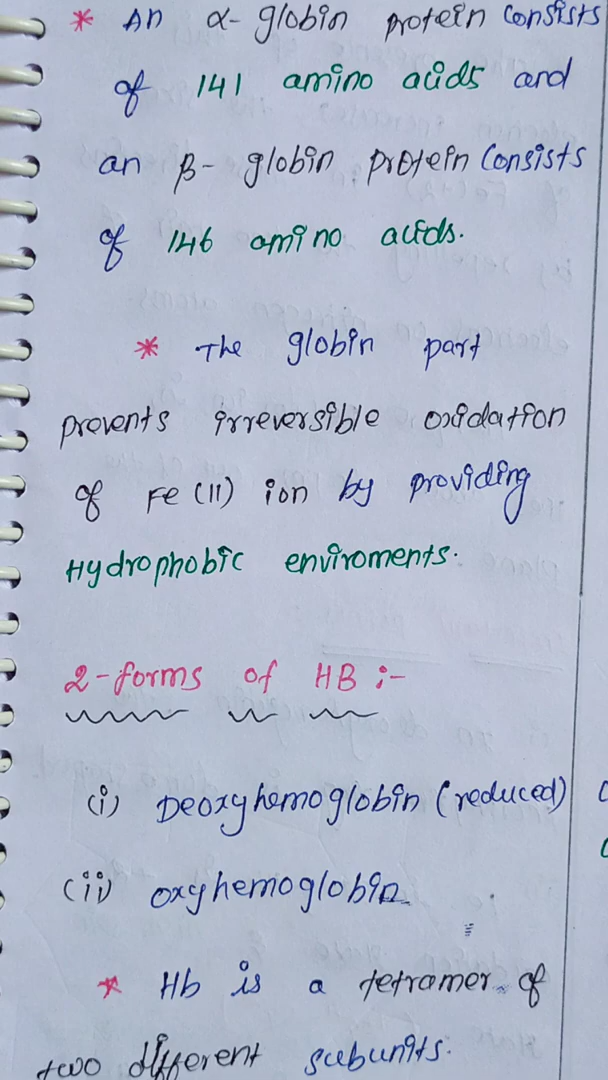 * An α-globin protein consists
of 141 amino acids and
an β-globin protein consists
of 146 amino acids.
* The globin part
prevents irreversible oxidation
of Fe(II) ion by providing
Hydrophobic enviroments.
2-forms of HB :-
(i) Deoxyhemoglobin (reduced)
(ii) oxyhemoglobin
* Hb is a tetramer of
two different subunits.